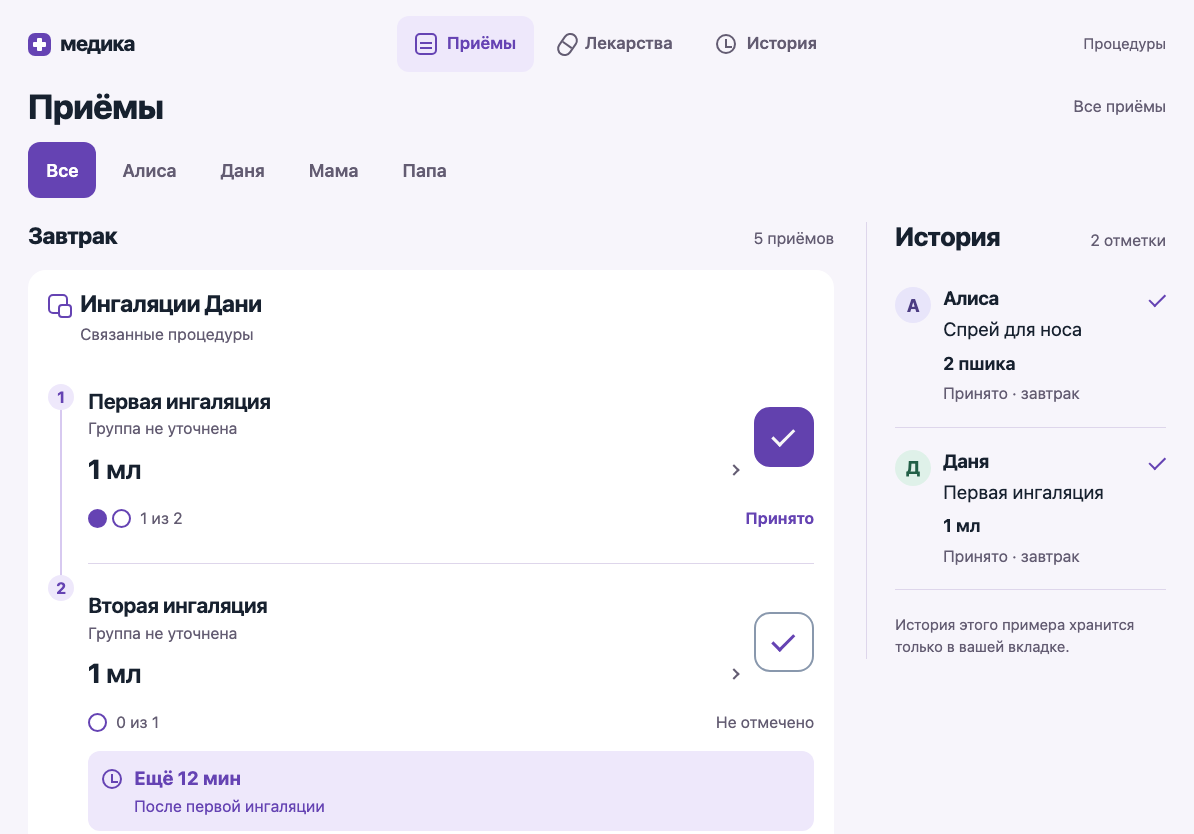 медика
Приёмы
Лекарства
История
Процедуры
Приёмы
Все приёмы
Все
Алиса
Даня
Мама
Папа
Завтрак
5 приёмов
Ингаляции Дани
Связанные процедуры
1
Первая ингаляция
Группа не уточнена
1 мл
1 из 2
Принято
2
Вторая ингаляция
Группа не уточнена
1 мл
0 из 1
Не отмечено
Ещё 12 мин
После первой ингаляции
История
2 отметки
А
Алиса
Спрей для носа
2 пшика
Принято · завтрак
Д
Даня
Первая ингаляция
1 мл
Принято · завтрак
История этого примера хранится
только в вашей вкладке.